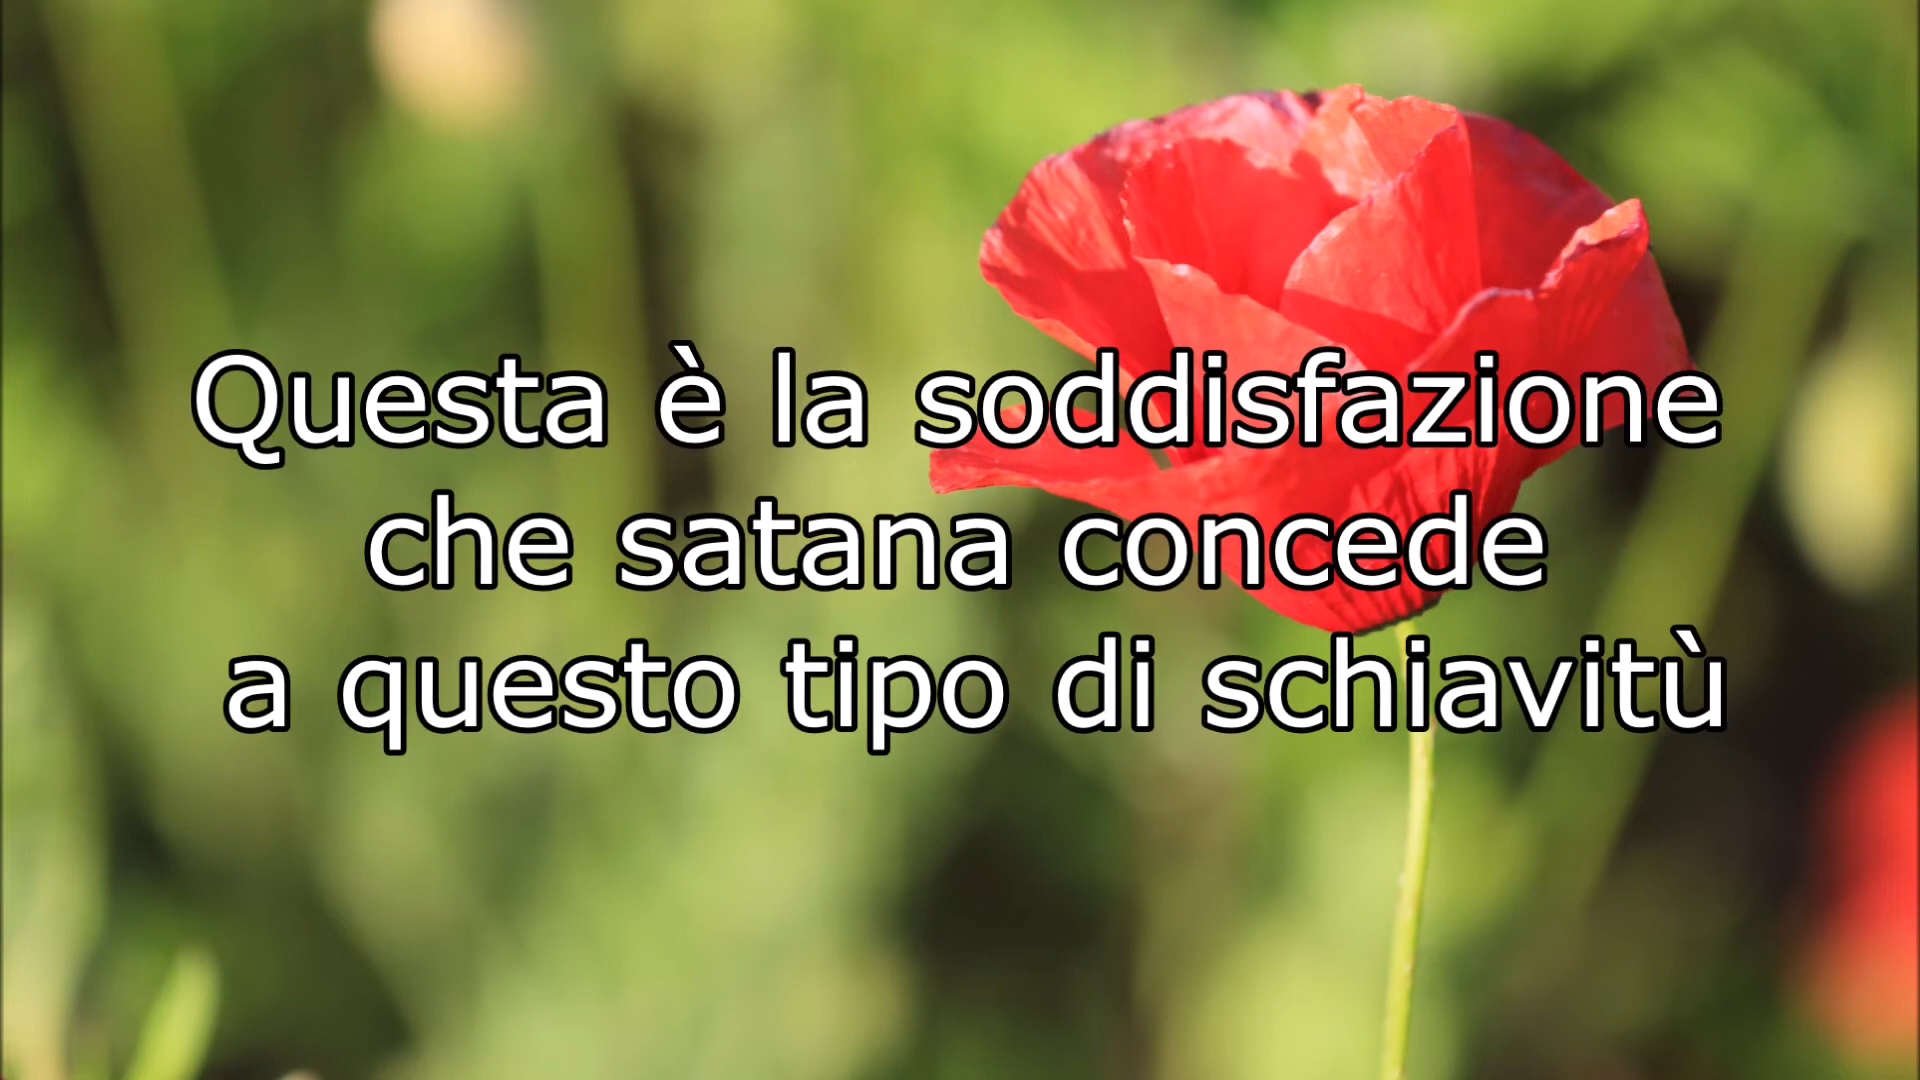 Questa è la soddisfazione
che satana concede
a questo tipo di schiavitù